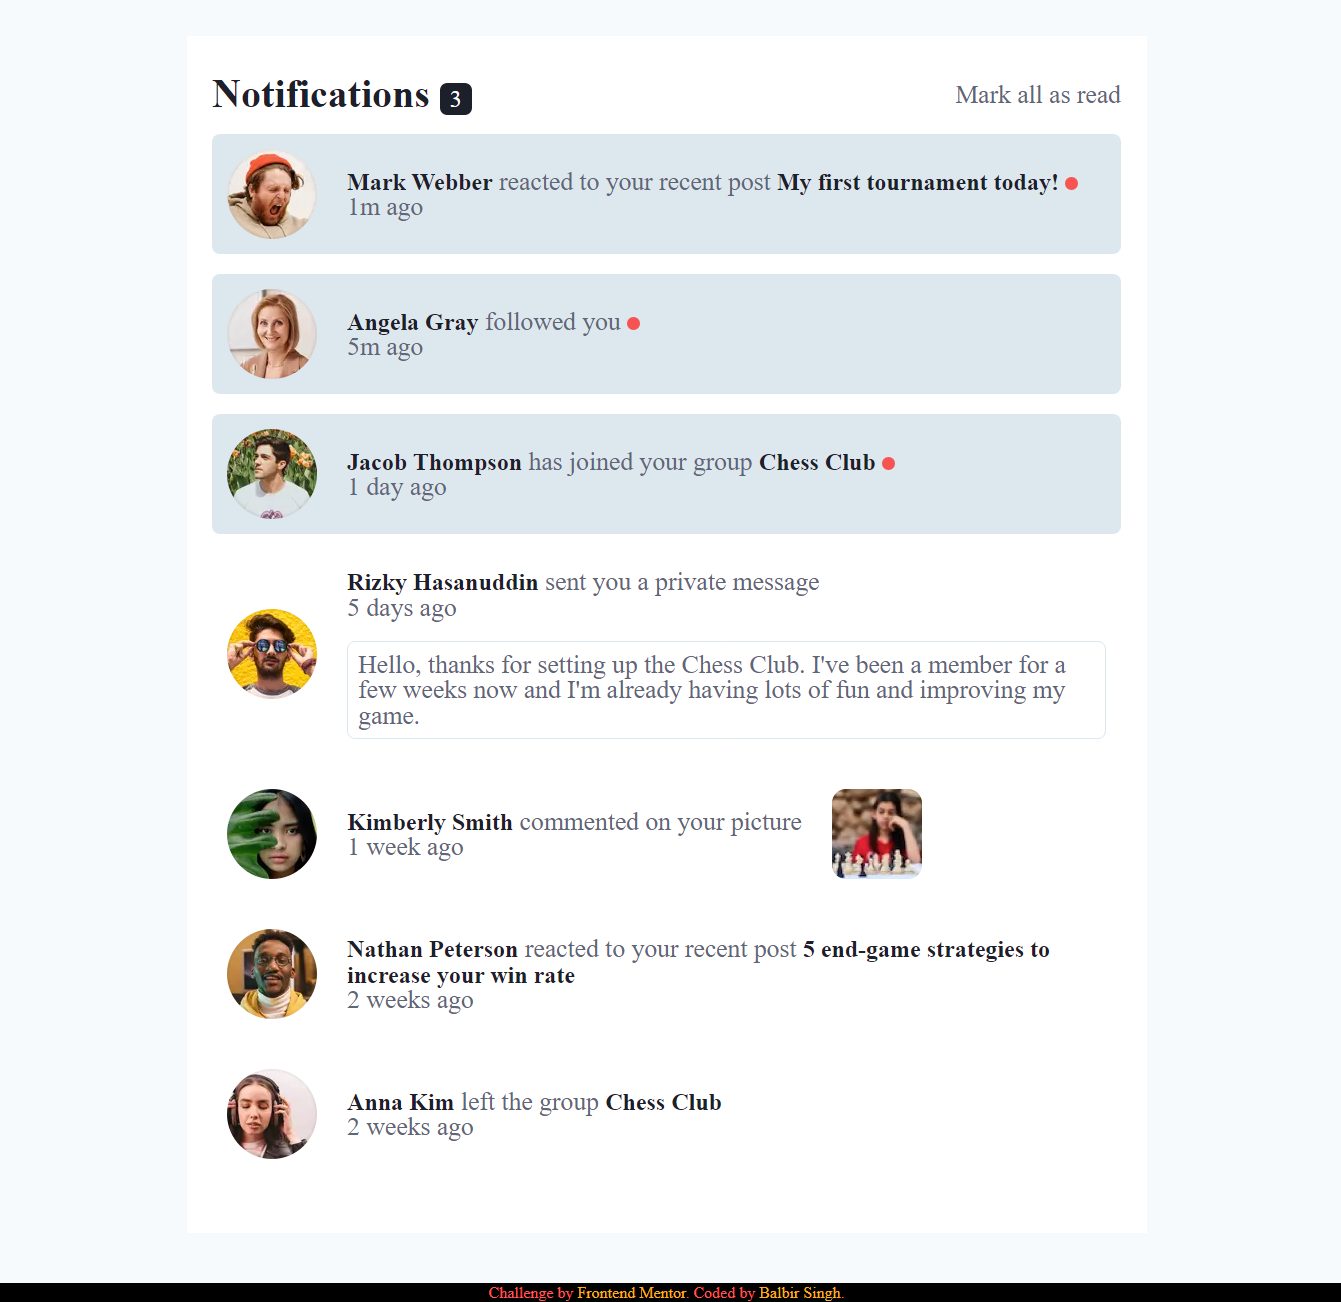 Notifications 3
Mark all as read
Mark Webber reacted to your recent post My first tournament today!
1m ago
Angela Gray followed you
5m ago
Jacob Thompson has joined your group Chess Club
1 day ago
Rizky Hasanuddin sent you a private message
5 days ago
Hello, thanks for setting up the Chess Club. I've been a member for a
few weeks now and I'm already having lots of fun and improving my
game.
Kimberly Smith commented on your picture
1 week ago
Nathan Peterson reacted to your recent post 5 end-game strategies to
increase your win rate
2 weeks ago
Anna Kim left the group Chess Club
2 weeks ago
Challenge by Frontend Mentor. Coded by Balbir Singh.